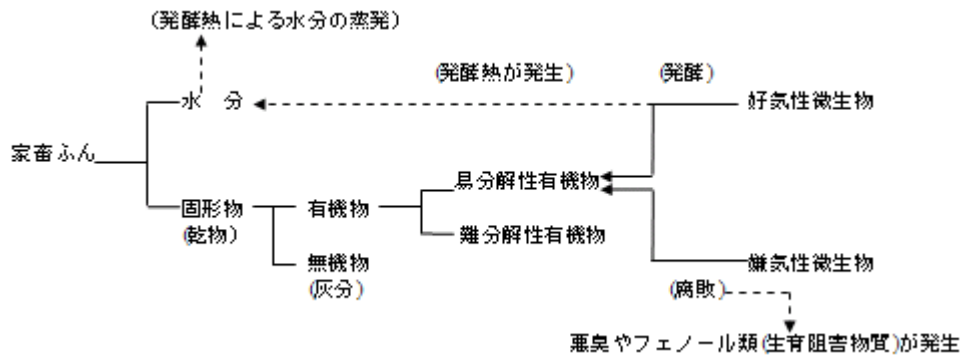 （発酵熱による水分の蒸発）
(発酵熱が発生)　(発酵)
水　分　好気性微生物
家畜ふん
易分解性有機物
固形物　有機物
(乾物）　難分解性有機物
無機物　嫌気性微生物
(灰分)　(腐敗)
悪臭やフェノール類(生育阻害物質)が発生